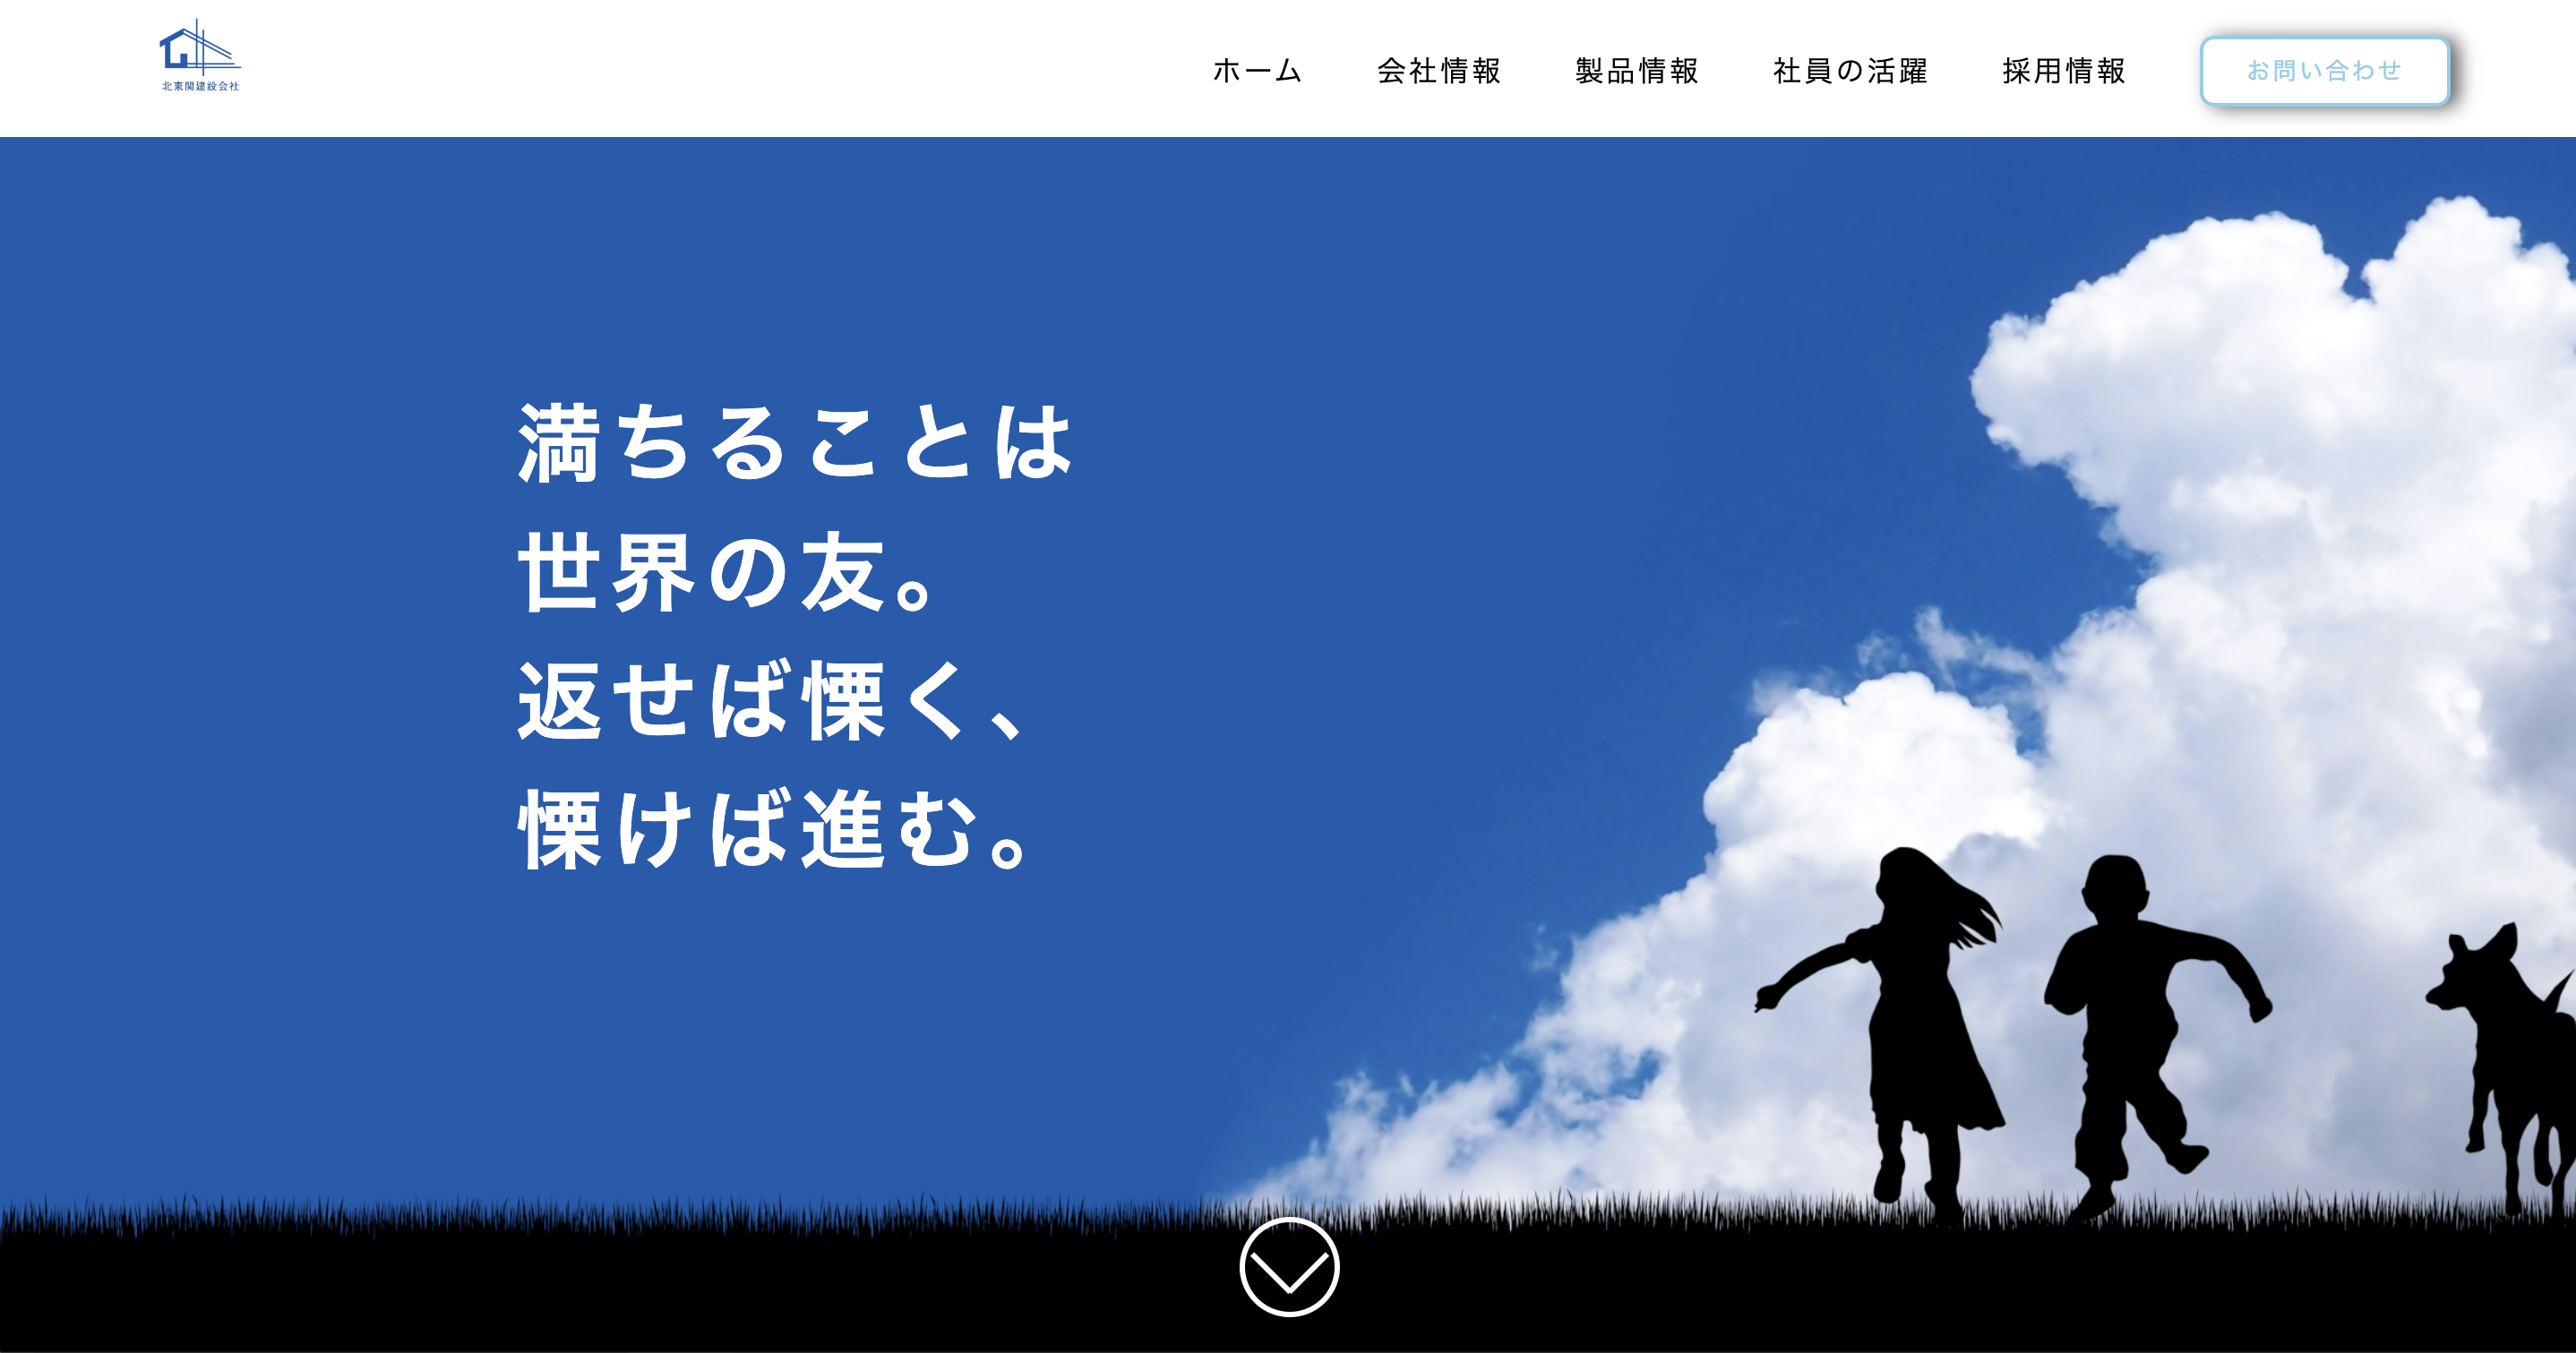 北東関建設会社
ホーム 会社情報 製品情報 社員の活躍 採用情報 お問い合わせ
満ちることは
世界の友。
返せば慄く、
慄けば進む。